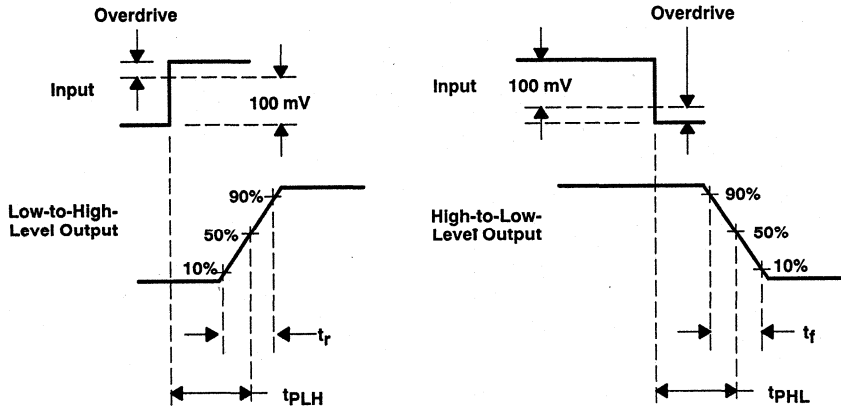 Overdrive
Input
100 mV
Low-to-High-
Level Output
90%
50%
10%
tr
tPLH
Overdrive
Input
100 mV
High-to-Low-
Level Output
90%
50%
10%
tf
tPHL